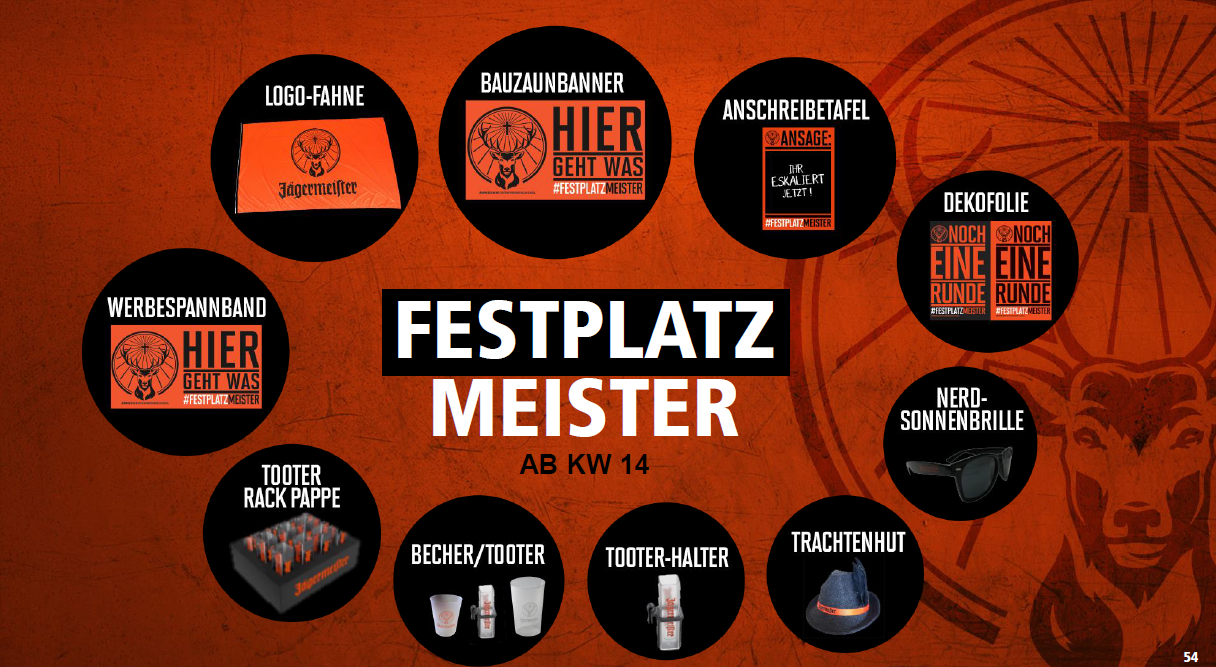 LOGO-FAHNE
Jägermeister
BAUZAUNBANNER
HIER
GEHT WAS
#FESTPLATZMEISTER
ANSCHREIBETAFEL
ANSAGE:
IHR
ESKALIERT
JETZT!
#FESTPLATZMEISTER
DEKOFOLIE
NOCH
EINE
RUNDE
#FESTPLATZMEISTER
NOCH
EINE
RUNDE
#FESTPLATZMEISTER
WERBESPANNBAND
HIER
GEHT WAS
#FESTPLATZMEISTER
FESTPLATZ
MEISTER
AB KW 14
NERD-
SONNENBRILLE
TOOTER
RACK PAPPE
Jägermeister
BECHER/TOOTER
Jägermeister
TOOTER-HALTER
Jägermeister
TRACHTENHUT
54